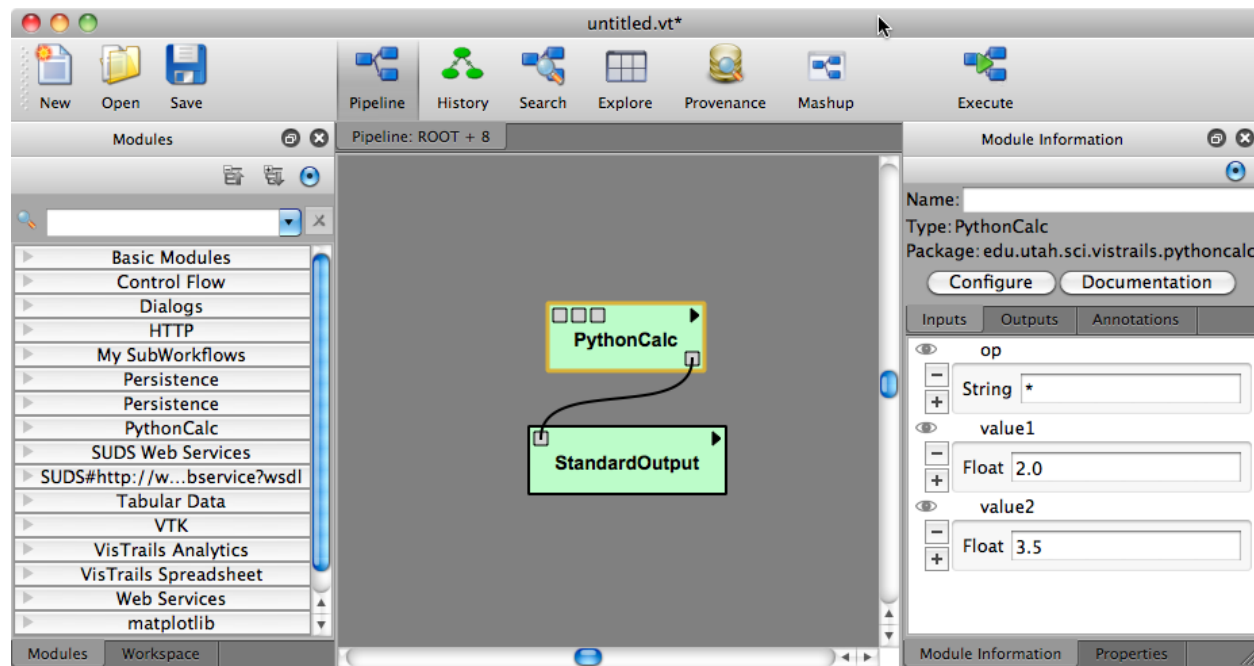 untitled.vt*
New Open Save Pipeline History Search Explore Provenance Mashup Execute
Modules
Basic Modules
Control Flow
Dialogs
HTTP
My SubWorkflows
Persistence
Persistence
PythonCalc
SUDS Web Services
SUDS#http://w...bservice?wsdl
Tabular Data
VTK
VisTrails Analytics
VisTrails Spreadsheet
Web Services
matplotlib
Modules Workspace
Pipeline: ROOT + 8
PythonCalc
StandardOutput
Module Information
Name:
Type: PythonCalc
Package: edu.utah.sci.vistrails.pythoncalc
Configure Documentation
Inputs Outputs Annotations
op
String *
value1
Float 2.0
value2
Float 3.5
Module Information Properties